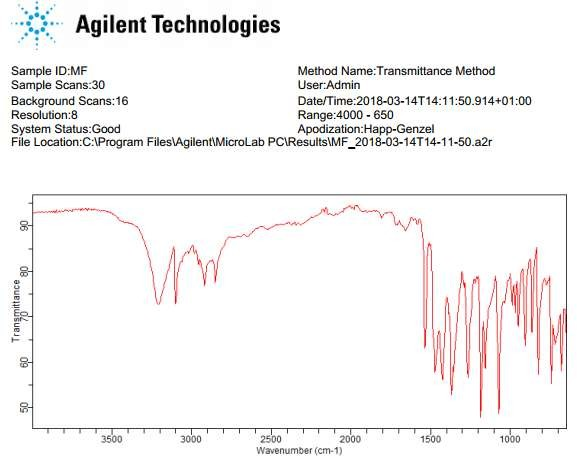 Agilent Technologies
Sample ID:MF
Sample Scans:30
Background Scans:16
Resolution:8
System Status:Good
File Location:C:\Program Files\Agilent\MicroLab PC\Results\MF_2018-03-14T14-11-50.a2r
Method Name:Transmittance Method
User:Admin
Date/Time:2018-03-14T14:11:50.914+01:00
Range:4000 - 650
Apodization:Happ-Genzel
Transmittance
90
80
70
60
50
3500
3000
2500
2000
1500
1000
Wavenumber (cm-1)